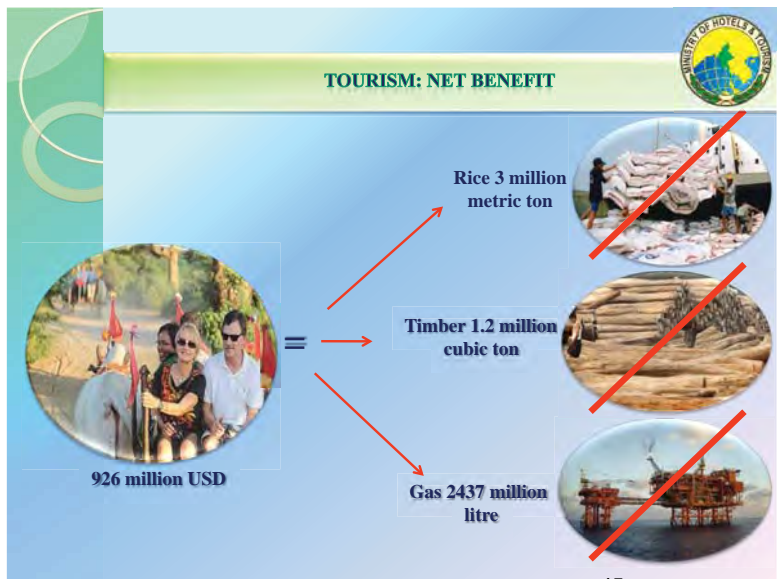 MINISTRY OF HOTELS & TOURISM
TOURISM: NET BENEFIT
Rice 3 million
metric ton
=
Timber 1.2 million
cubic ton
926 million USD
Gas 2437 million
litre